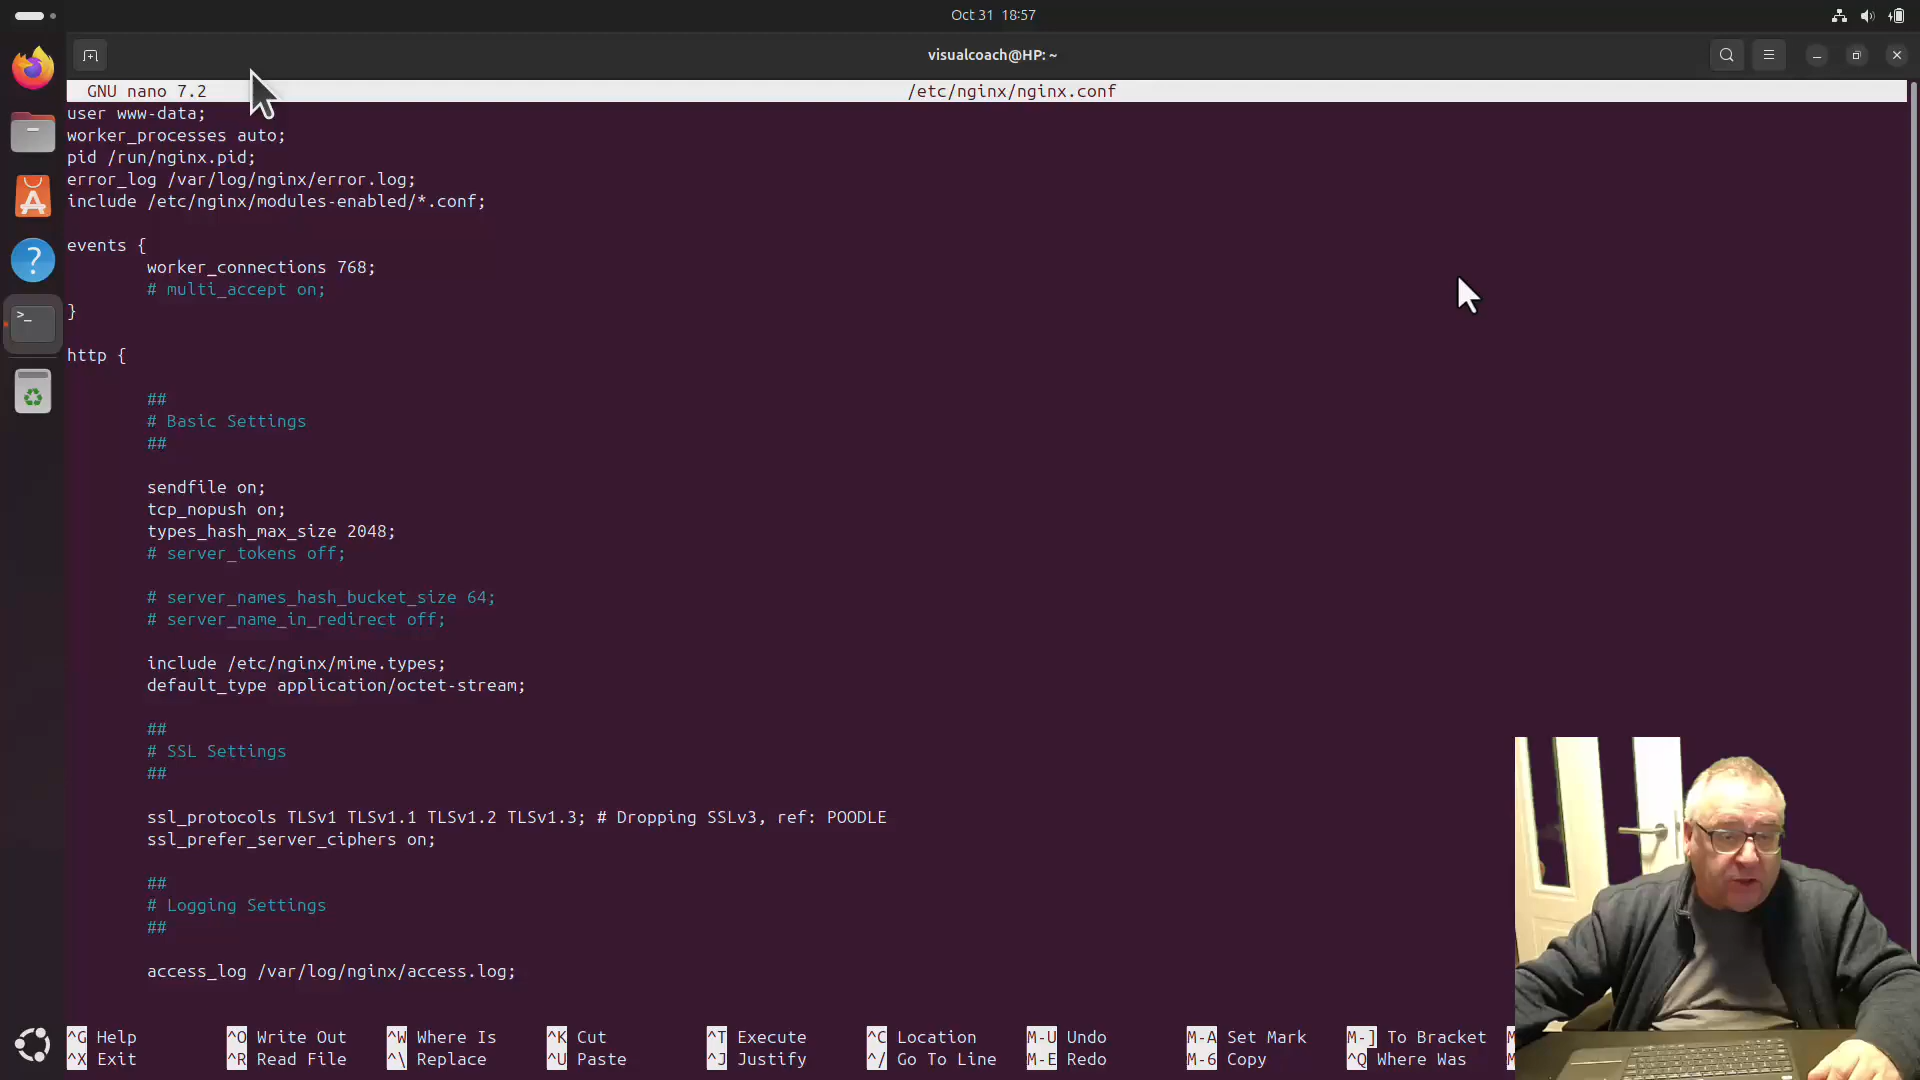 Oct 31 18:57
visualcoach@HP: ~
GNU nano 7.2 /etc/nginx/nginx.conf
user www-data;
worker_processes auto;
pid /run/nginx.pid;
error_log /var/log/nginx/error.log;
include /etc/nginx/modules-enabled/*.conf;
events {
worker_connections 768;
# multi_accept on;
}
http {
##
# Basic Settings
##
sendfile on;
tcp_nopush on;
types_hash_max_size 2048;
# server_tokens off;
# server_names_hash_bucket_size 64;
# server_name_in_redirect off;
include /etc/nginx/mime.types;
default_type application/octet-stream;
##
# SSL Settings
##
ssl_protocols TLSv1 TLSv1.1 TLSv1.2 TLSv1.3; # Dropping SSLv3, ref: POODLE
ssl_prefer_server_ciphers on;
##
# Logging Settings
##
access_log /var/log/nginx/access.log;
^G Help ^O Write Out ^W Where Is ^K Cut ^T Execute ^C Location M-U Undo M-A Set Mark M-] To Bracket
^X Exit ^R Read File ^\ Replace ^U Paste ^J Justify ^/ Go To Line M-E Redo M-6 Copy ^Q Where Was